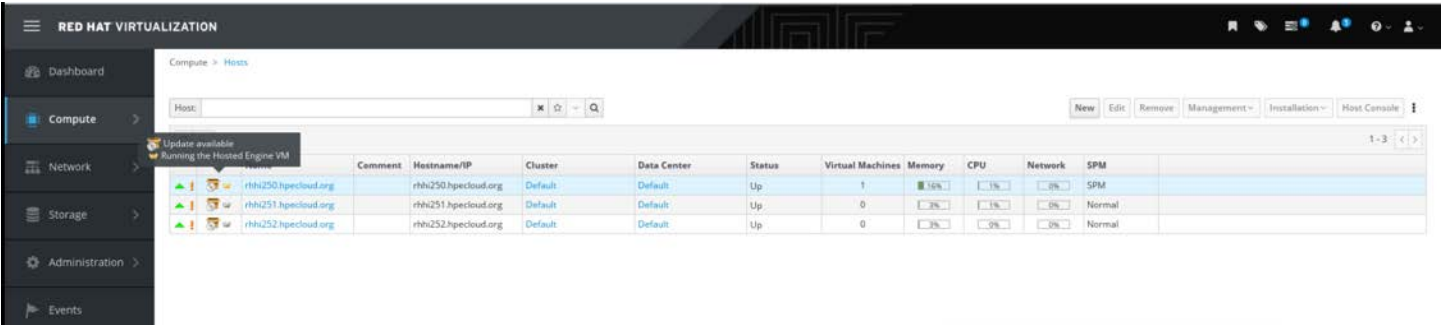 RED HAT VIRTUALIZATION
Dashboard
Compute > Hosts
Host:
New Edit Remove Management Installation Host Console
Compute
1-3
Update available
Running the Hosted Engine VM
Network
Name Comment Hostname/IP Cluster Data Center Status Virtual Machines Memory CPU Network SPM
rhhi250.hpecloud.org rhhi250.hpecloud.org Default Default Up 1 16% 1% 0% SPM
rhhi251.hpecloud.org rhhi251.hpecloud.org Default Default Up 0 3% 1% 0% Normal
rhhi252.hpecloud.org rhhi252.hpecloud.org Default Default Up 0 3% 0% 0% Normal
Storage
Administration
Events